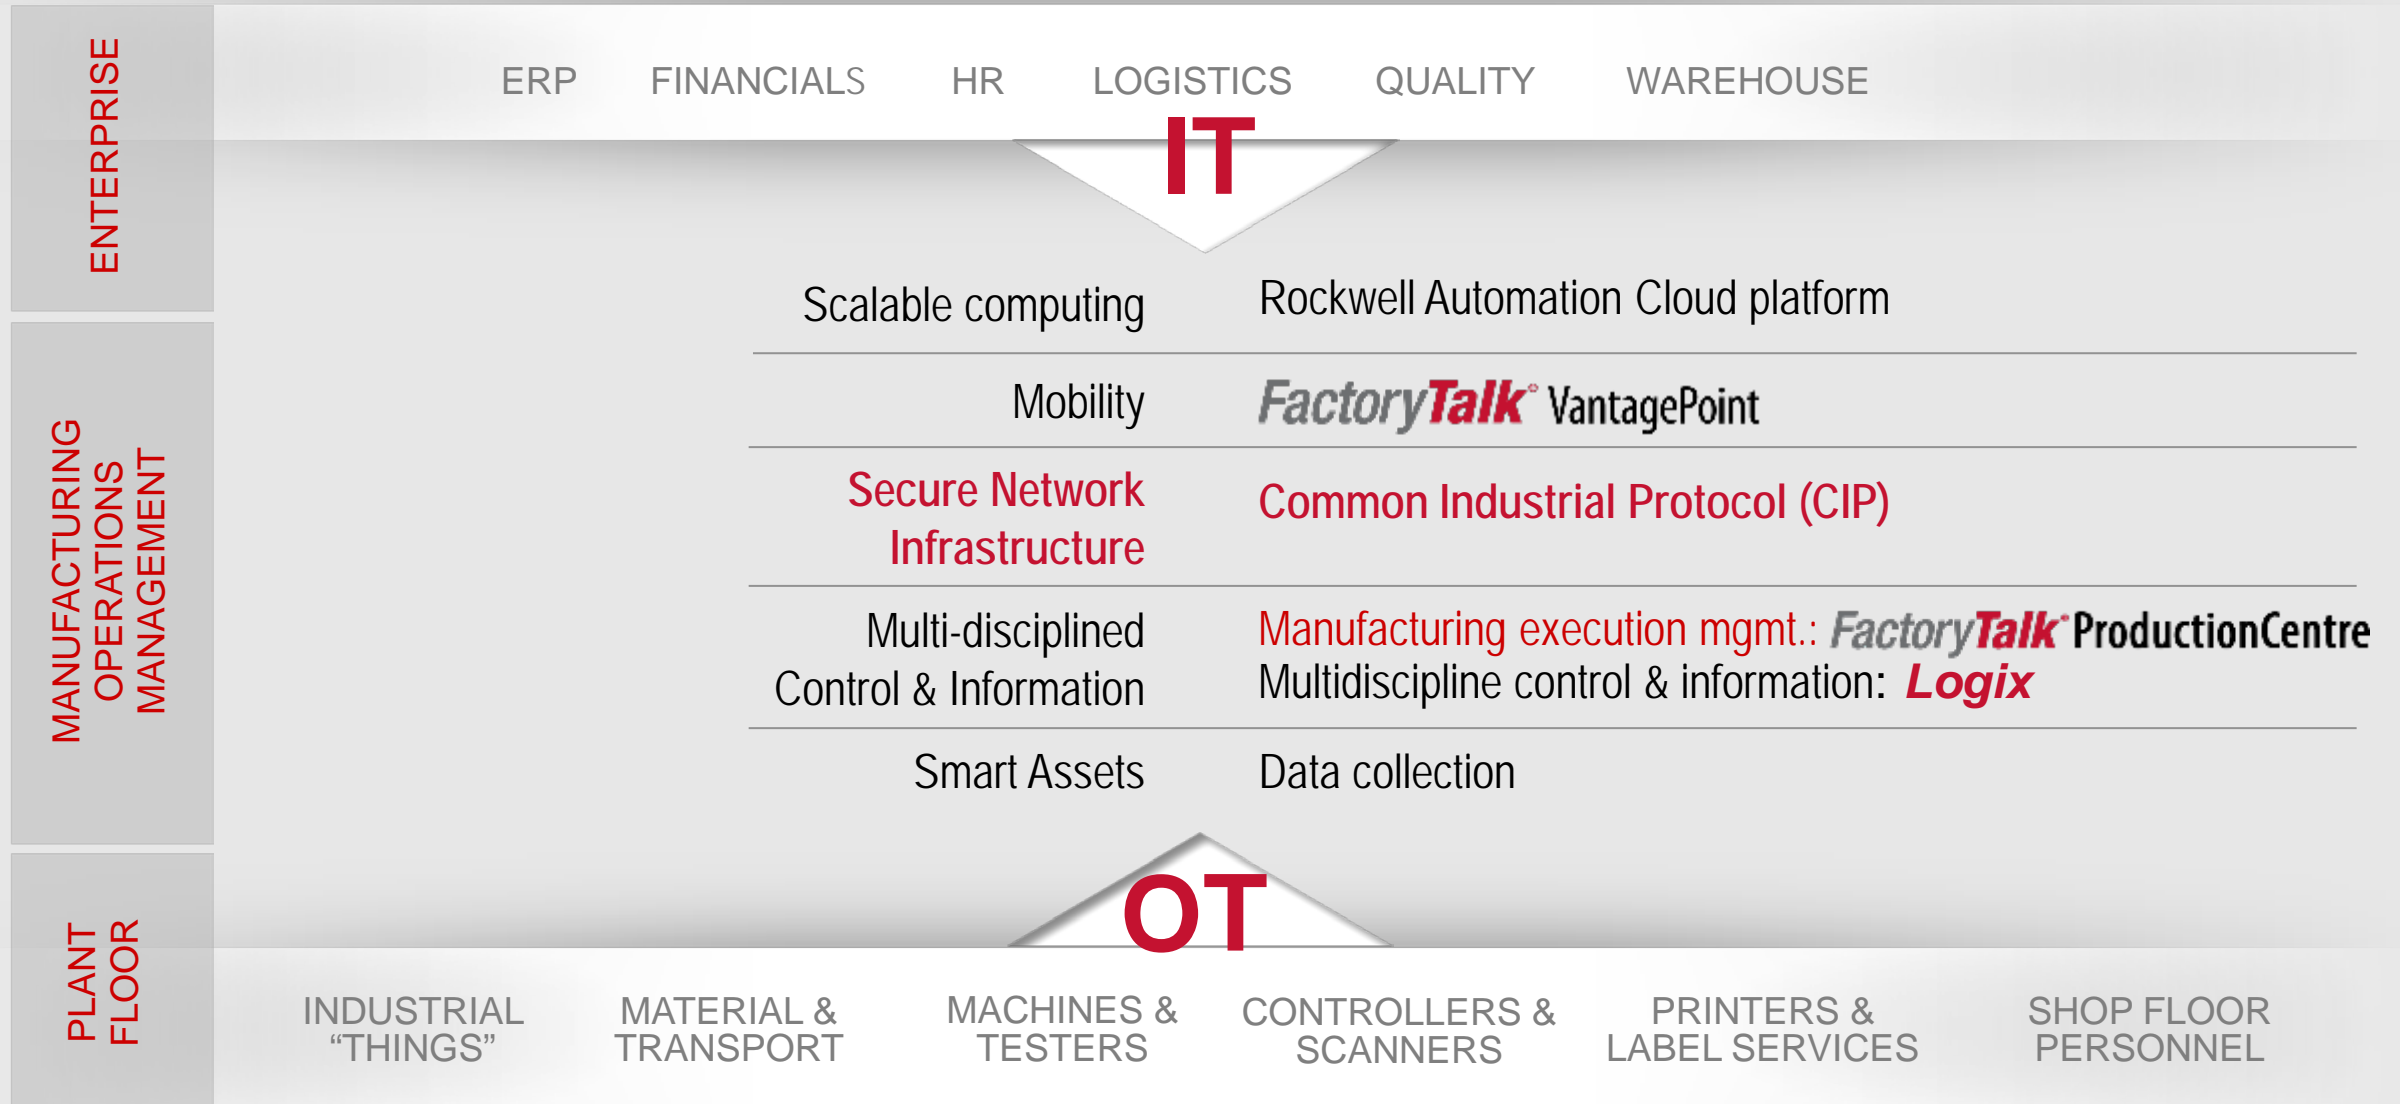 ENTERPRISE
ERP FINANCIALS HR LOGISTICS QUALITY WAREHOUSE
IT
Scalable computing Rockwell Automation Cloud platform
MANUFACTURING
OPERATIONS
MANAGEMENT
Mobility FactoryTalk® VantagePoint
Secure Network
Infrastructure
Common Industrial Protocol (CIP)
Multi-disciplined
Control & Information
Manufacturing execution mgmt.: FactoryTalk® ProductionCentre
Multidiscipline control & information: Logix
Smart Assets Data collection
OT
PLANT
FLOOR
INDUSTRIAL
“THINGS”
MATERIAL &
TRANSPORT
MACHINES &
TESTERS
CONTROLLERS &
SCANNERS
PRINTERS &
LABEL SERVICES
SHOP FLOOR
PERSONNEL